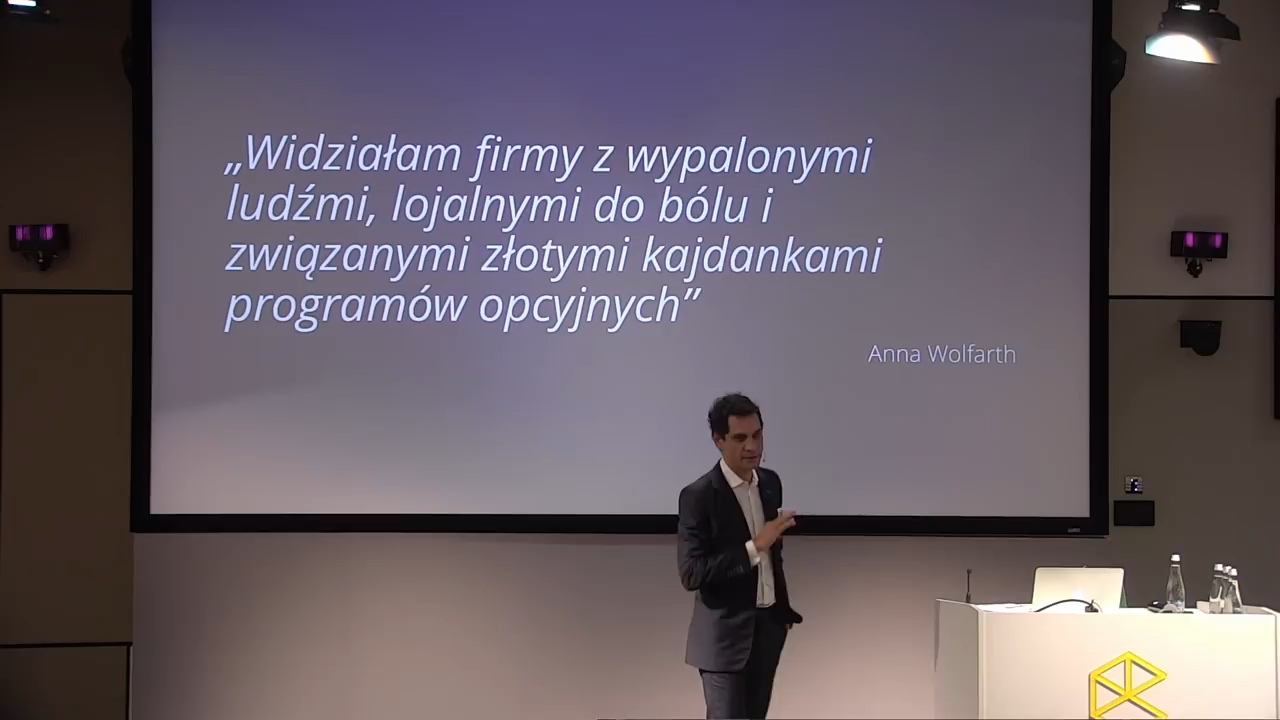 „Widziałam firmy z wypalonymi
ludźmi, lojalnymi do bólu i
związanymi złotymi kajdankami
programów opcyjnych”
Anna Wolfarth